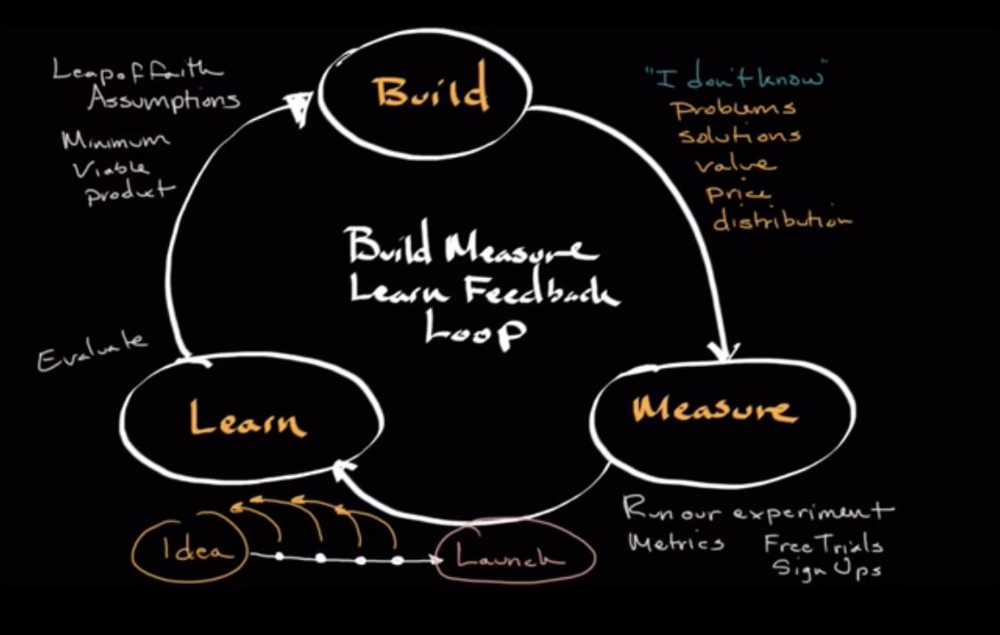 Leap of Faith
Assumptions
Minimum
Viable
Product
Build
"I don't know"
Problems
solutions
value
price
distribution
Build Measure
Learn Feedback
Loop
Evaluate
Learn
Measure
Idea
Launch
Run our experiment
Metrics
Free Trials
Sign Ups